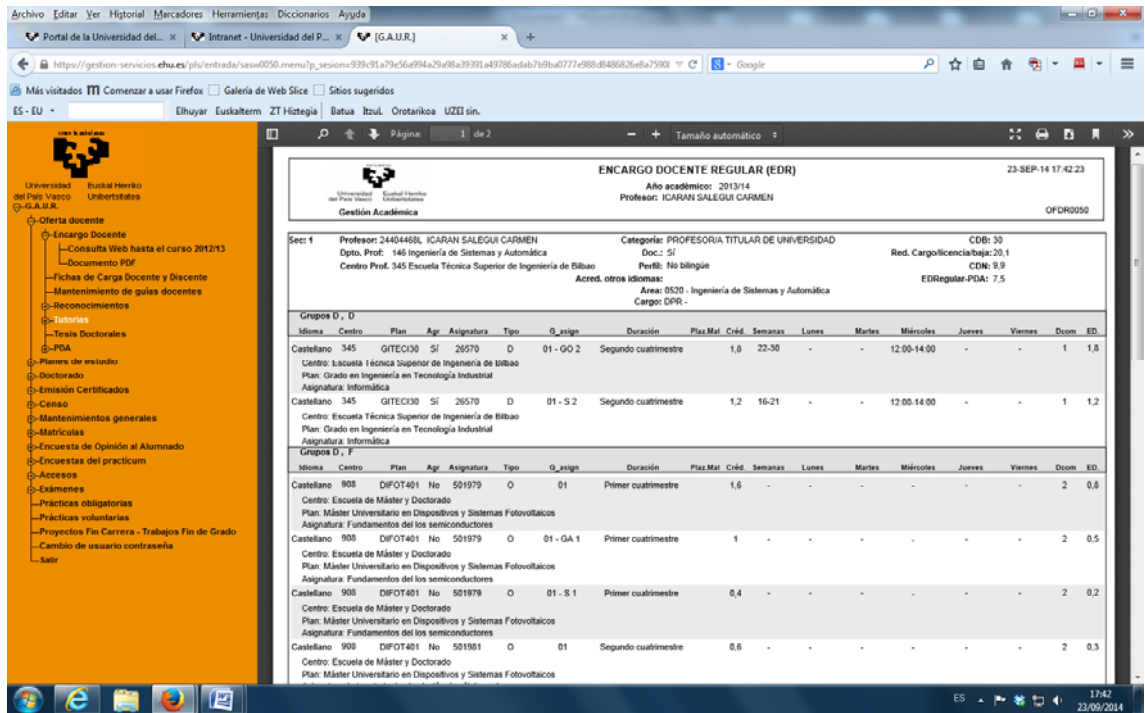 Archivo Editar Ver Historial Marcadores Herramientas Diccionarios Ayuda
Portal de la Universidad del... × Intranet - Universidad del P... × [G.A.U.R.] × +
https://gestion-servicios.ehu.es/pls/entrada/sasw0050.menu?p_sesion= Google
Más visitados Comenzar a usar Firefox Galería de Web Slice Sitios sugeridos
ES - EU Elhuyar Euskalterm ZT Hiztegia Batua Itzul. Orotarikoa UZEI sin.
Página: 1 de 2 Tamaño automático
Universidad del País Vasco Euskal Herriko Unibertsitatea
G.A.U.R.
Oferta docente
Encargo Docente
Consulta Web hasta el curso 2012/13
Documento PDF
Fichas de Carga Docente y Discente
Mantenimiento de guías docentes
Reconocimientos
Tutorias
Tesis Doctorales
PDA
Planes de estudio
Doctorado
Emisión Certificados
Censo
Mantenimientos generales
Matrículas
Encuesta de Opinión al Alumnado
Encuestas del practicum
Accesos
Exámenes
Prácticas obligatorias
Prácticas voluntarias
Proyectos Fin Carrera - Trabajos Fin de Grado
Cambio de usuario contraseña
Salir
Universidad del País Vasco Euskal Herriko Unibertsitatea
Gestión Académica
ENCARGO DOCENTE REGULAR (EDR)
Año académico: 2013/14
Profesor: ICARAN SALEGUI CARMEN
23-SEP-14 17:42:23
OFDR0050
Sec: 1 Profesor: 24404468L ICARAN SALEGUI CARMEN Categoría: PROFESOR/A TITULAR DE UNIVERSIDAD CDB: 30
Dpto. Prof: 146 Ingeniería de Sistemas y Automática Doc.: Sí Red. Cargo/licencia/baja: 20,1
Centro Prof. 345 Escuela Técnica Superior de Ingeniería de Bilbao Perfil: No bilingüe CDN: 9,9
Acred. otros idiomas: EDRegular-PDA: 7,5
Area: 0520 - Ingeniería de Sistemas y Automática
Cargo: DPR -
Grupos D , D
Idioma Centro Plan Agr Asignatura Tipo G_asign Duración Plaz.Mat Créd. Semanas Lunes Martes Miércoles Jueves Viernes Dcom ED.
Castellano 345 GITECI30 Sí 26570 D 01 - GO 2 Segundo cuatrimestre 1,8 22-30 - - 12:00-14:00 - - 1 1,8
Centro: Escuela Técnica Superior de Ingeniería de Bilbao
Plan: Grado en Ingeniería en Tecnología Industrial
Asignatura: Informática
Castellano 345 GITECI30 Sí 26570 D 01 - S 2 Segundo cuatrimestre 1,2 16-21 - - 12:00-14:00 - - 1 1,2
Centro: Escuela Técnica Superior de Ingeniería de Bilbao
Plan: Grado en Ingeniería en Tecnología Industrial
Asignatura: Informática
Grupos D , F
Idioma Centro Plan Agr Asignatura Tipo G_asign Duración Plaz.Mat Créd. Semanas Lunes Martes Miércoles Jueves Viernes Dcom ED.
Castellano 908 DIFOT401 No 501979 O 01 Primer cuatrimestre 1,6 - - - - - - 2 0,8
Centro: Escuela de Máster y Doctorado
Plan: Máster Universitario en Dispositivos y Sistemas Fotovoltaicos
Asignatura: Fundamentos del los semiconductores
Castellano 908 DIFOT401 No 501979 O 01 - GA 1 Primer cuatrimestre 1 - - - - - - 2 0,5
Centro: Escuela de Máster y Doctorado
Plan: Máster Universitario en Dispositivos y Sistemas Fotovoltaicos
Asignatura: Fundamentos del los semiconductores
Castellano 908 DIFOT401 No 501979 O 01 - S 1 Primer cuatrimestre 0,4 - - - - - - 2 0,2
Centro: Escuela de Máster y Doctorado
Plan: Máster Universitario en Dispositivos y Sistemas Fotovoltaicos
Asignatura: Fundamentos del los semiconductores
Castellano 908 DIFOT401 No 501981 O 01 Segundo cuatrimestre 0,6 - - - - - - 2 0,3
Centro: Escuela de Máster y Doctorado
Plan: Máster Universitario en Dispositivos y Sistemas Fotovoltaicos
ES 17:42
23/09/2014